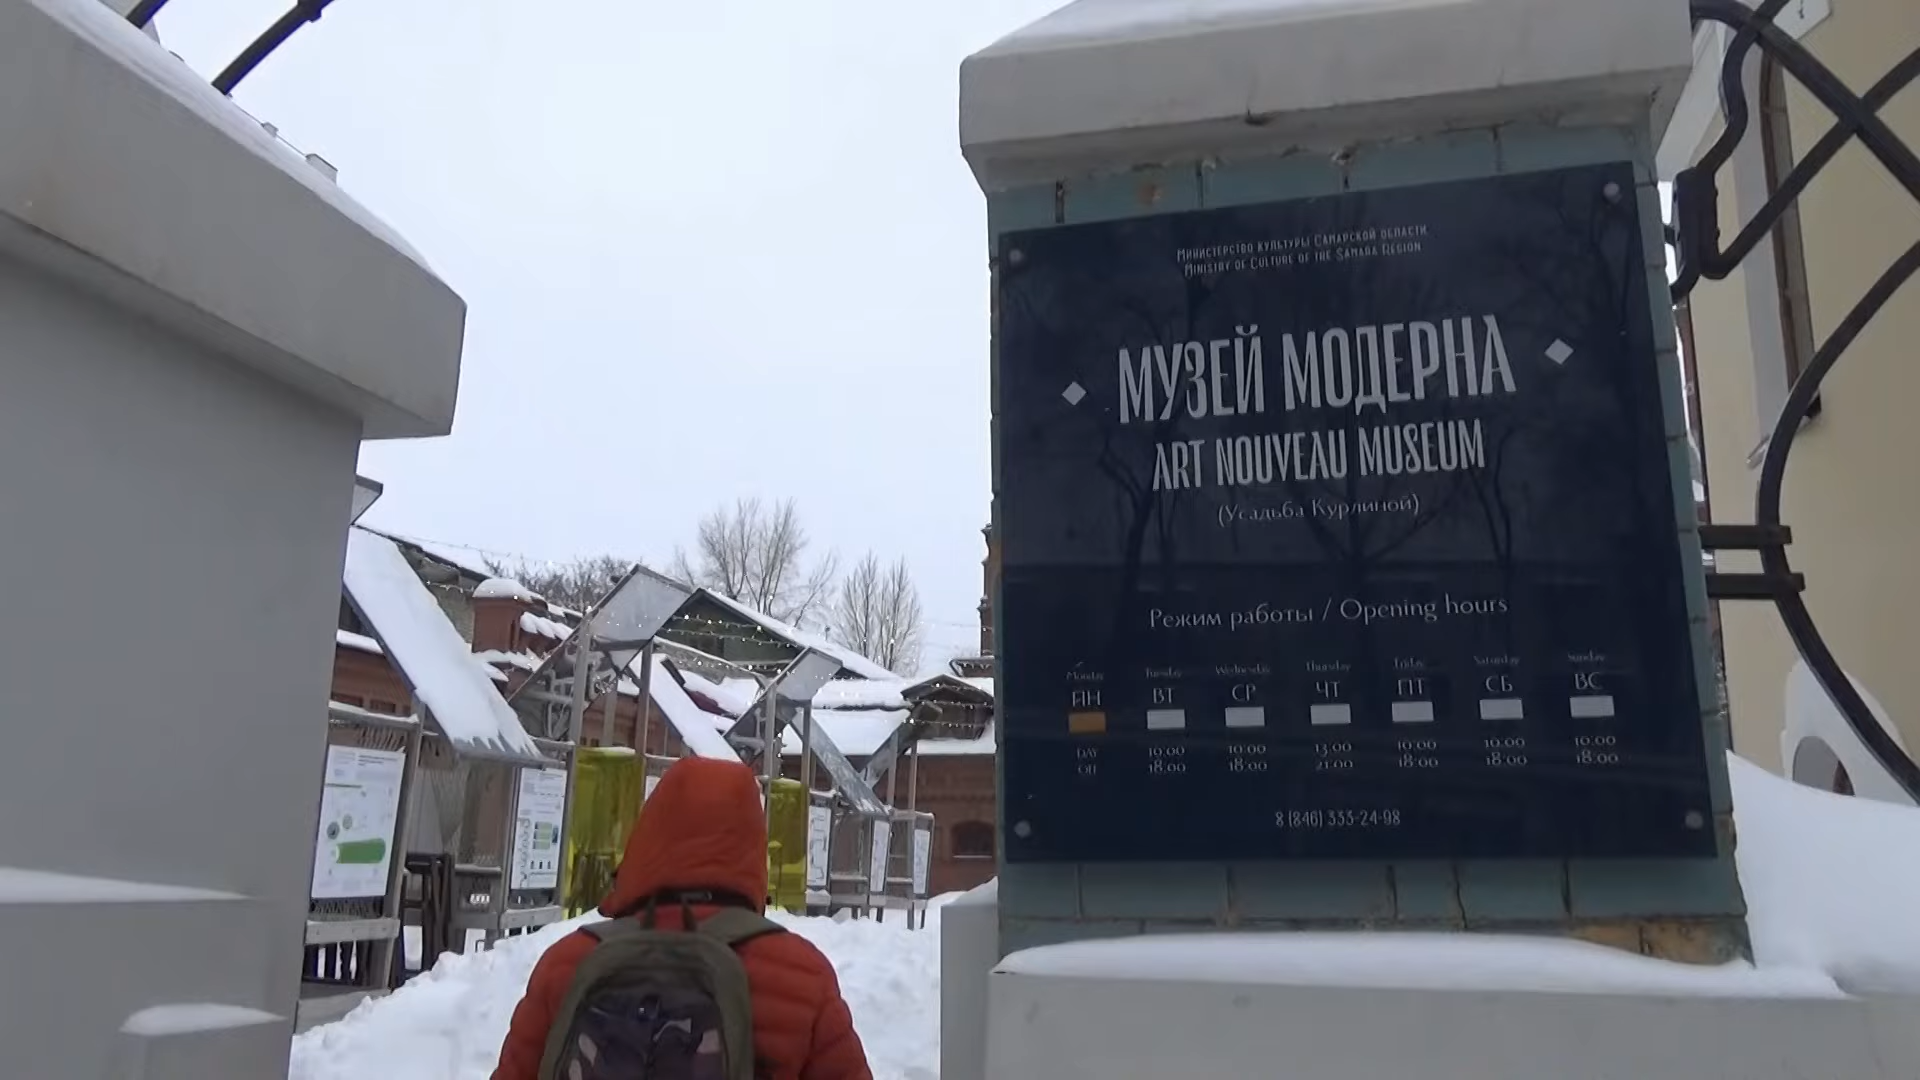 Министерство культуры Самарской области
Ministry of Culture of the Samara Region
МУЗЕЙ МОДЕРНА
ART NOUVEAU MUSEUM
(Усадьба Курлиной)
Режим работы / Opening hours
Monday Tuesday Wednesday Thursday Friday Saturday Sunday
ПН ВТ СР ЧТ ПТ СБ ВС
DAY 10:00 10:00 13:00 10:00 10:00 10:00
OFF 18:00 18:00 21:00 18:00 18:00 18:00
8 (846) 333-24-98